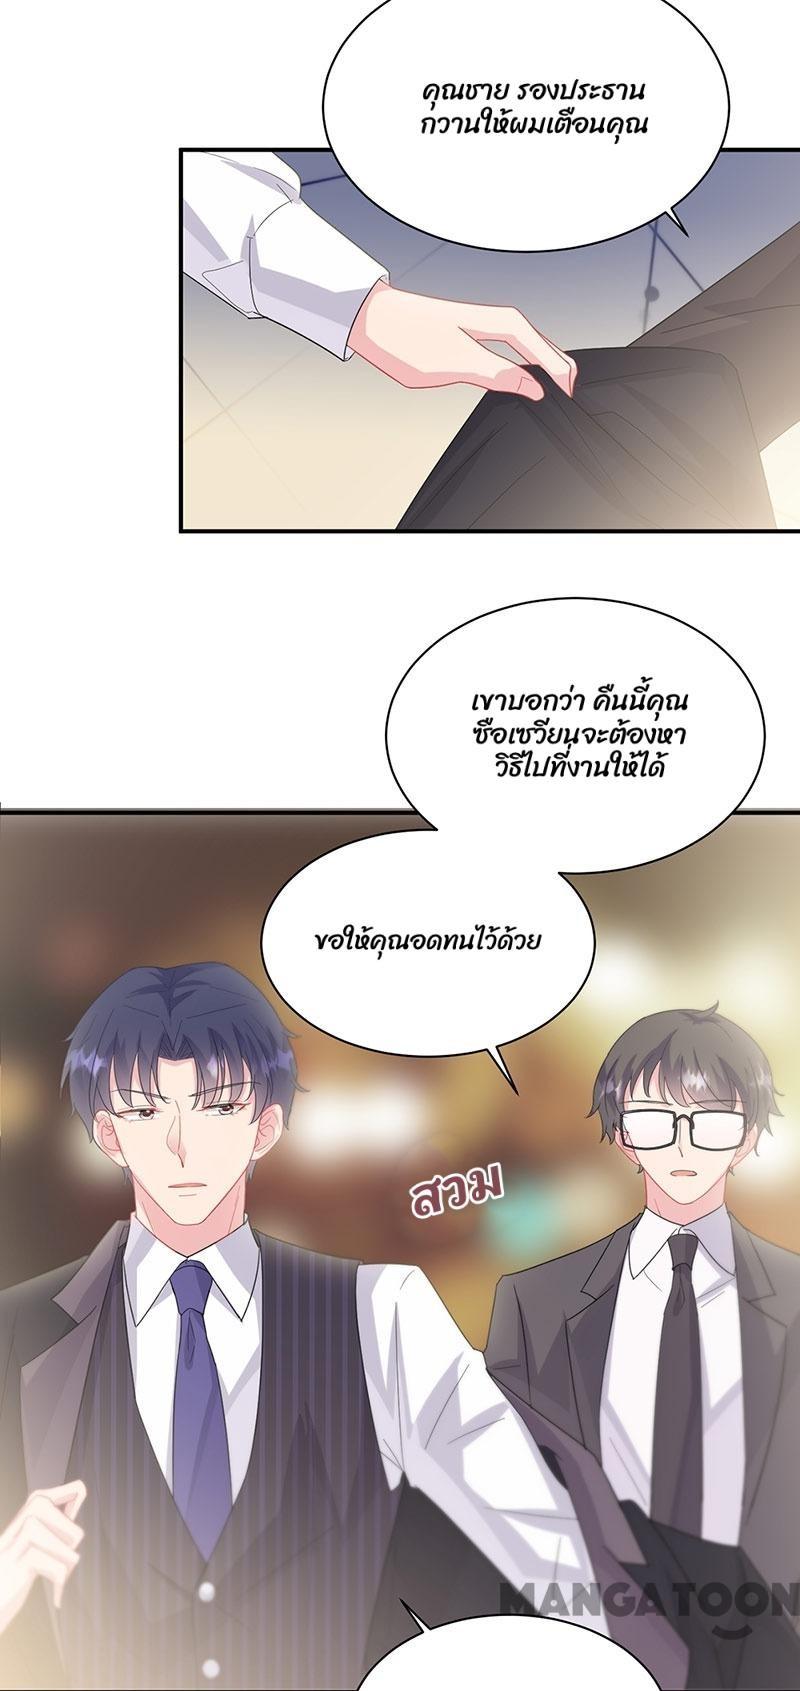 คุณชาย รองประธาน
กวานให้ผมเตือนคุณ
เขาบอกว่า คืนนี้คุณ
ซือเซวียนจะต้องหา
วิธีไปที่งานให้ได้
ขอให้คุณอดทนไว้ด้วย
สวม
MANGATOON